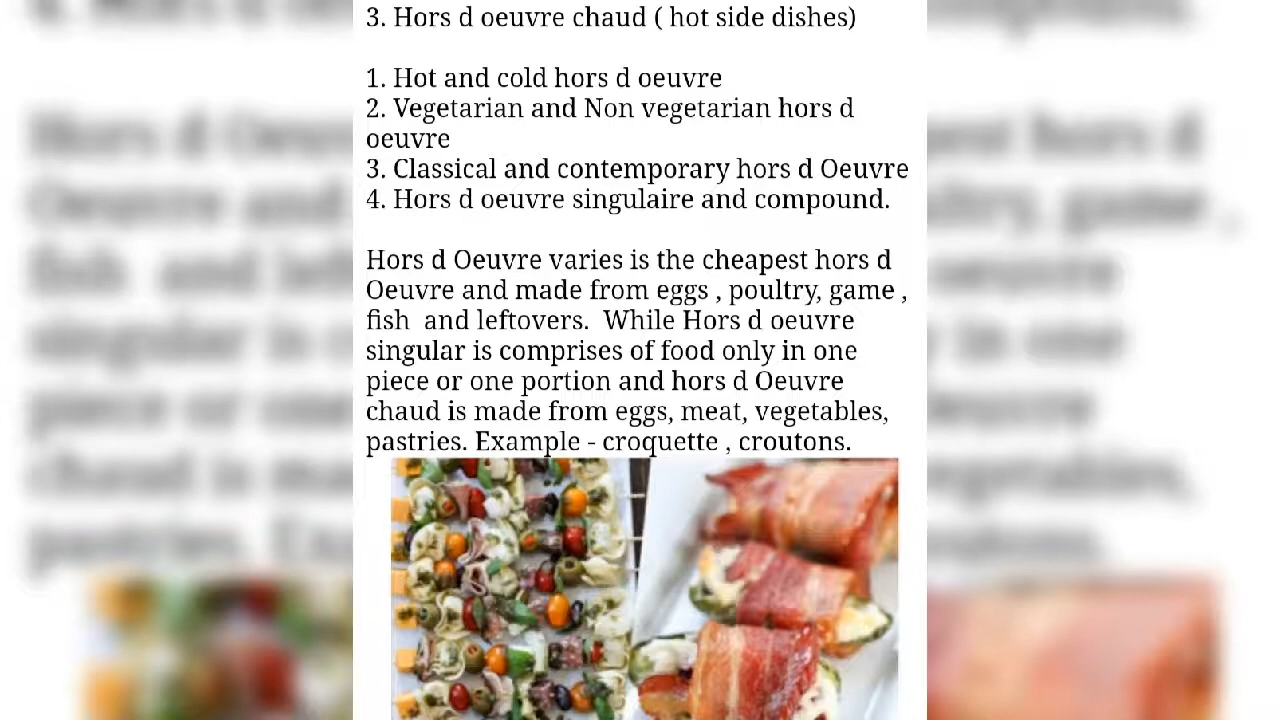 3. Hors d oeuvre chaud ( hot side dishes)
1. Hot and cold hors d oeuvre
2. Vegetarian and Non vegetarian hors d
oeuvre
3. Classical and contemporary hors d Oeuvre
4. Hors d oeuvre singulaire and compound.
Hors d Oeuvre varies is the cheapest hors d
Oeuvre and made from eggs , poultry, game ,
fish  and leftovers.  While Hors d oeuvre
singular is comprises of food only in one
piece or one portion and hors d Oeuvre
chaud is made from eggs, meat, vegetables,
pastries. Example - croquette , croutons.